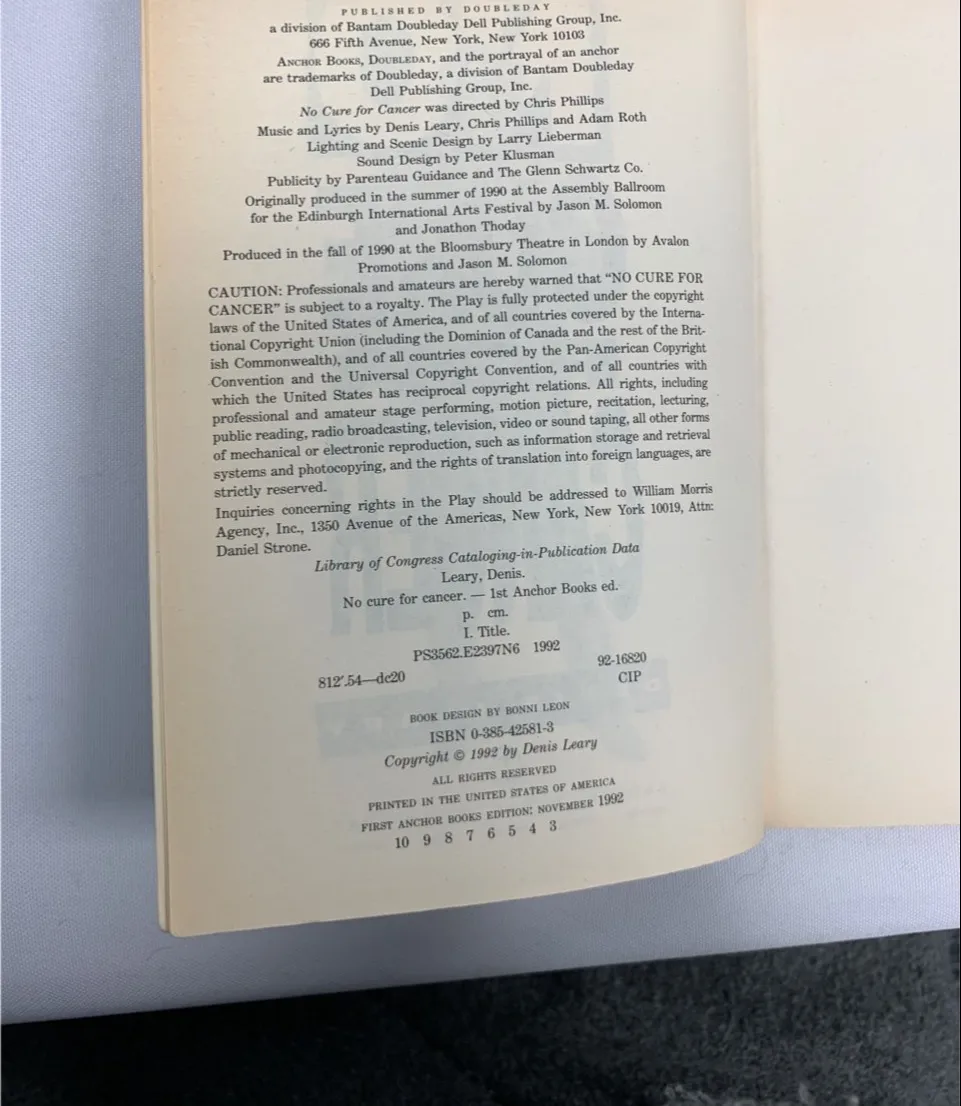 PUBLISHED BY DOUBLEDAY
a division of Bantam Doubleday Dell Publishing Group, Inc.
666 Fifth Avenue, New York, New York 10103
ANCHOR BOOKS, DOUBLEDAY, and the portrayal of an anchor
are trademarks of Doubleday, a division of Bantam Doubleday
Dell Publishing Group, Inc.
No Cure for Cancer was directed by Chris Phillips
Music and Lyrics by Denis Leary, Chris Phillips and Adam Roth
Lighting and Scenic Design by Larry Lieberman
Sound Design by Peter Klusman
Publicity by Parenteau Guidance and The Glenn Schwartz Co.
Originally produced in the summer of 1990 at the Assembly Ballroom
for the Edinburgh International Arts Festival by Jason M. Solomon
and Jonathon Thoday
Produced in the fall of 1990 at the Bloomsbury Theatre in London by Avalon
Promotions and Jason M. Solomon
CAUTION: Professionals and amateurs are hereby warned that "NO CURE FOR
CANCER" is subject to a royalty. The Play is fully protected under the copyright
laws of the United States of America, and of all countries covered by the Interna-
tional Copyright Union (including the Dominion of Canada and the rest of the Brit-
ish Commonwealth), and of all countries covered by the Pan-American Copyright
Convention and the Universal Copyright Convention, and of all countries with
which the United States has reciprocal copyright relations. All rights, including
professional and amateur stage performing, motion picture, recitation, lecturing,
public reading, radio broadcasting, television, video or sound taping, all other forms
of mechanical or electronic reproduction, such as information storage and retrieval
systems and photocopying, and the rights of translation into foreign languages, are
strictly reserved.
Inquiries concerning rights in the Play should be addressed to William Morris
Agency, Inc., 1350 Avenue of the Americas, New York, New York 10019, Attn:
Daniel Strone.
Library of Congress Cataloging-in-Publication Data
Leary, Denis.
No cure for cancer. — 1st Anchor Books ed.
p. cm.
I. Title.
PS3562.E2397N6 1992
812'.54—dc20 92-16820
CIP
BOOK DESIGN BY BONNI LEON
ISBN 0-385-42581-3
Copyright © 1992 by Denis Leary
ALL RIGHTS RESERVED
PRINTED IN THE UNITED STATES OF AMERICA
FIRST ANCHOR BOOKS EDITION: NOVEMBER 1992
10 9 8 7 6 5 4 3